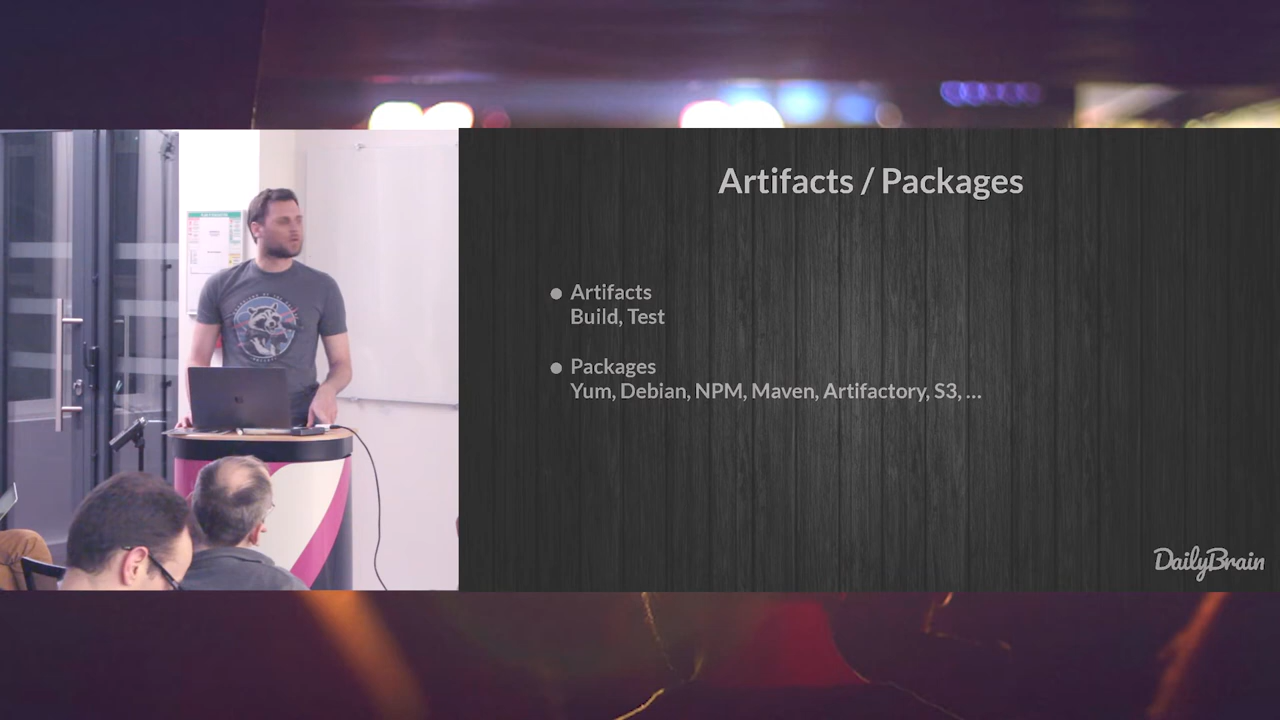 Artifacts / Packages
● Artifacts
Build, Test
● Packages
Yum, Debian, NPM, Maven, Artifactory, S3, ...
DailyBrain